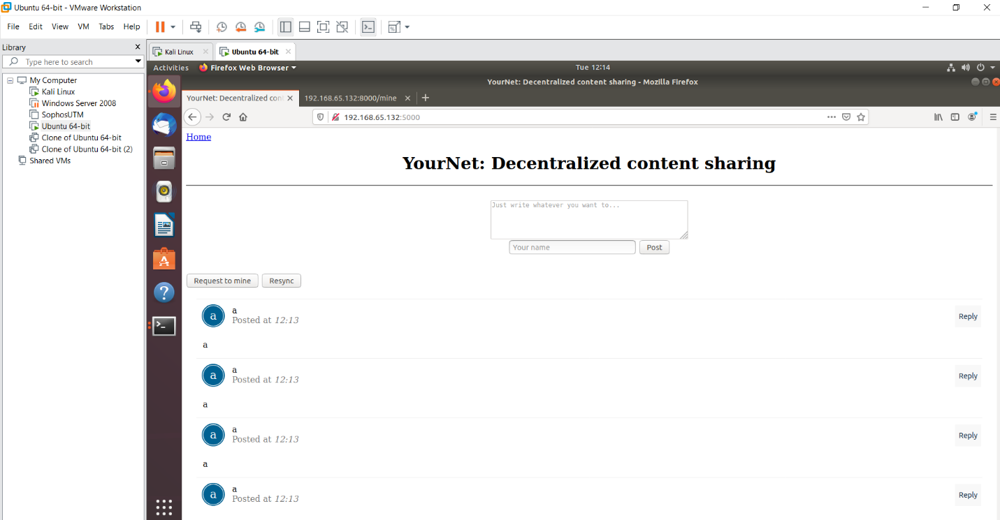 Ubuntu 64-bit - VMware Workstation
File Edit View VM Tabs Help
Library
Type here to search
My Computer
Kali Linux
Windows Server 2008
SophosUTM
Ubuntu 64-bit
Clone of Ubuntu 64-bit
Clone of Ubuntu 64-bit (2)
Shared VMs
Kali Linux
Ubuntu 64-bit
Activities Firefox Web Browser Tue 12:14
YourNet: Decentralized content sharing - Mozilla Firefox
YourNet: Decentralized cont 192.168.65.132:8000/mine
192.168.65.132:5000
Home
YourNet: Decentralized content sharing
Just write whatever you want to...
Your name Post
Request to mine Resync
a a
Posted at 12:13 Reply
a
a a
Posted at 12:13 Reply
a
a a
Posted at 12:13 Reply
a
a a
Posted at 12:13 Reply